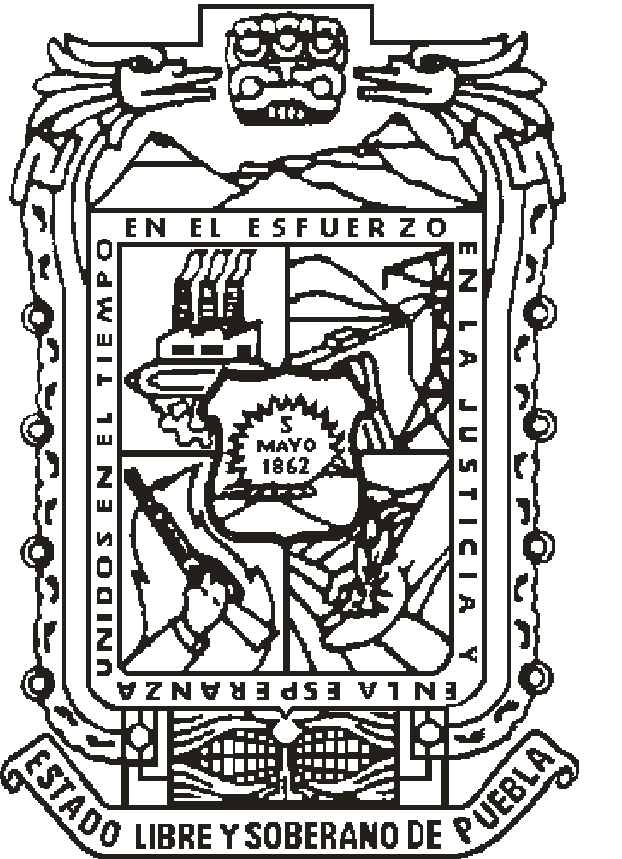 EN EL ESFUERZO
EN LA JUSTICIA Y
EN LA ESPERANZA
UNIDOS EN EL TIEMPO
5
MAYO
1862
ESTADO LIBRE Y SOBERANO DE PUEBLA